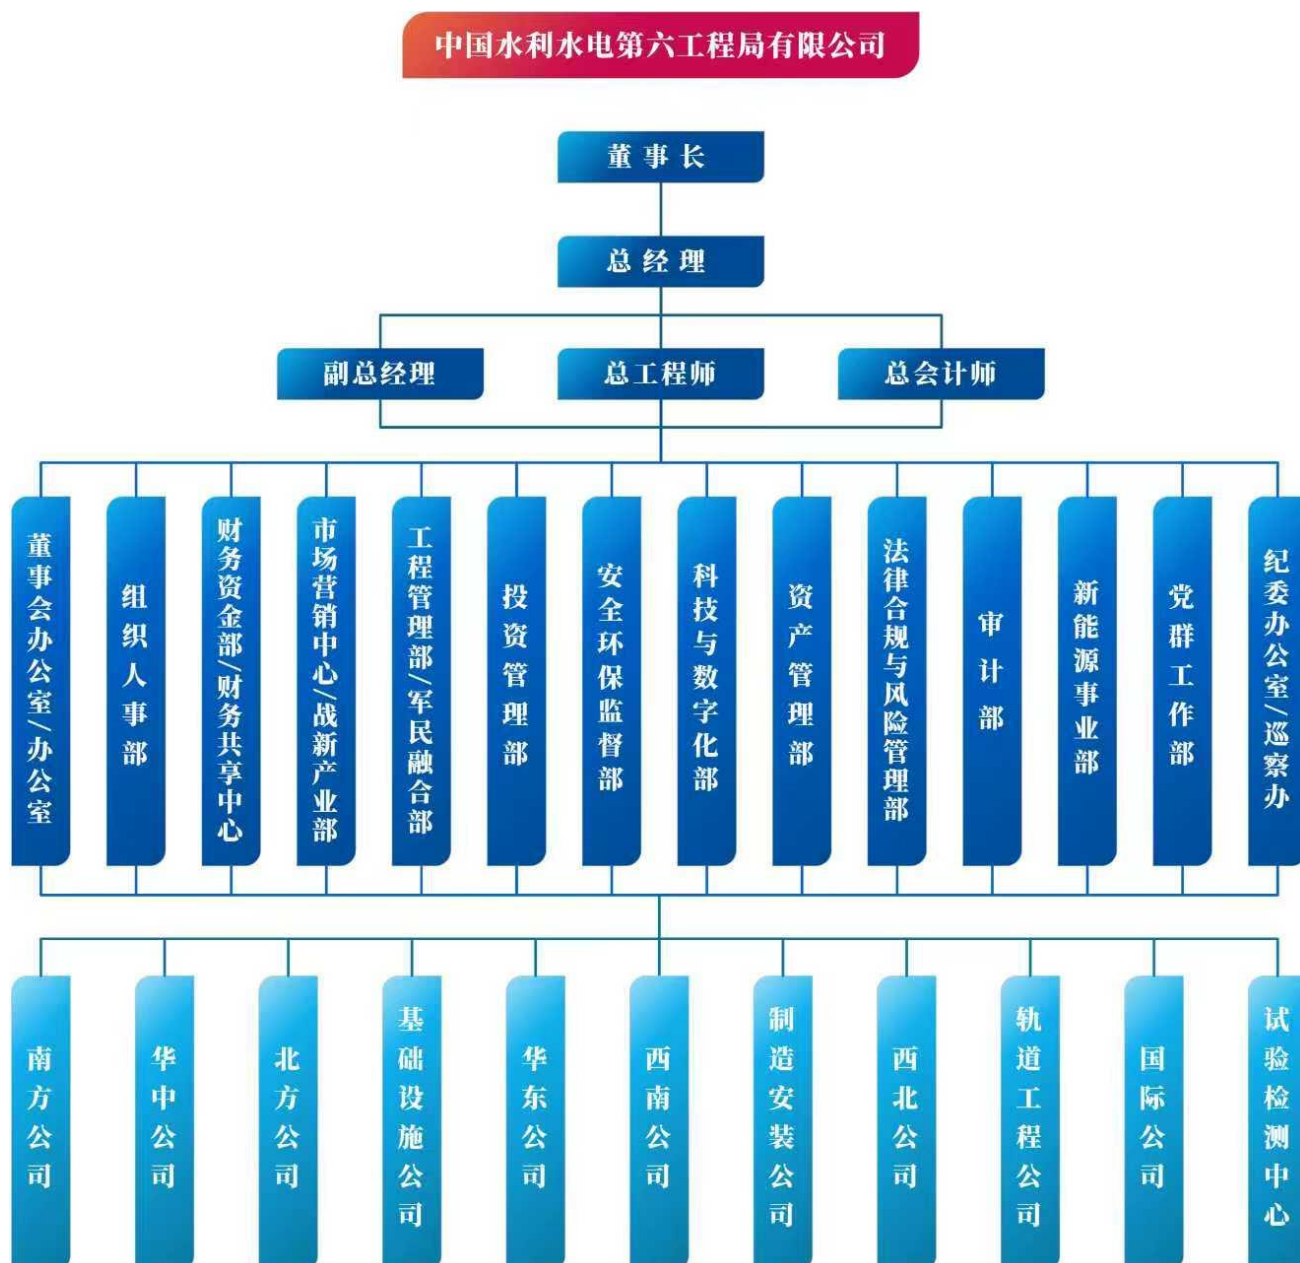 中国水利水电第六工程局有限公司
董事长
总经理
副总经理
总工程师
总会计师
董事会办公室/办公室
组织人事部
财务资金部/财务共享中心
市场营销中心/战新产业部
工程管理部/军民融合部
投资管理部
安全环保监督部
科技与数字化部
资产管理部
法律合规与风险管理部
审计部
新能源事业部
党群工作部
纪委办公室/巡察办
南方公司
华中公司
北方公司
基础设施公司
华东公司
西南公司
制造安装公司
西北公司
轨道工程公司
国际公司
试验检测中心